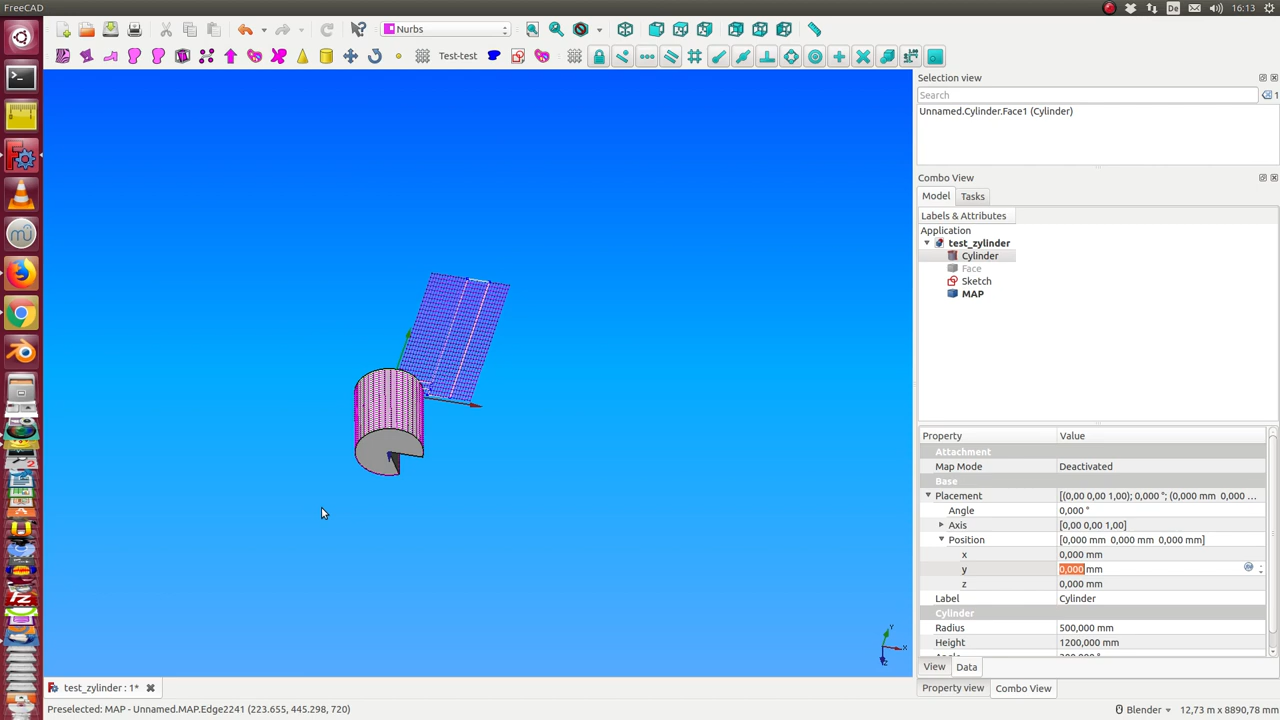 FreeCAD
16:13
Nurbs
Test-test
Selection view
Search
1
Unnamed.Cylinder.Face1 (Cylinder)
Combo View
Model Tasks
Labels & Attributes
Application
test_zylinder
Cylinder
Face
Sketch
MAP
Property Value
Attachment
Map Mode Deactivated
Base
Placement [(0,00 0,00 1,00); 0,000 °; (0,000 mm 0,000 ...
Angle 0,000 °
Axis [0,00 0,00 1,00]
Position [0,000 mm 0,000 mm 0,000 mm]
x 0,000 mm
y 0,000 mm
z 0,000 mm
Label Cylinder
Cylinder
Radius 500,000 mm
Height 1200,000 mm
View Data
test_zylinder : 1*
Property view Combo View
Preselected: MAP - Unnamed.MAP.Edge2241 (223.655, 445.298, 720)
Blender 12,73 m x 8890,78 mm
Y
X
Z